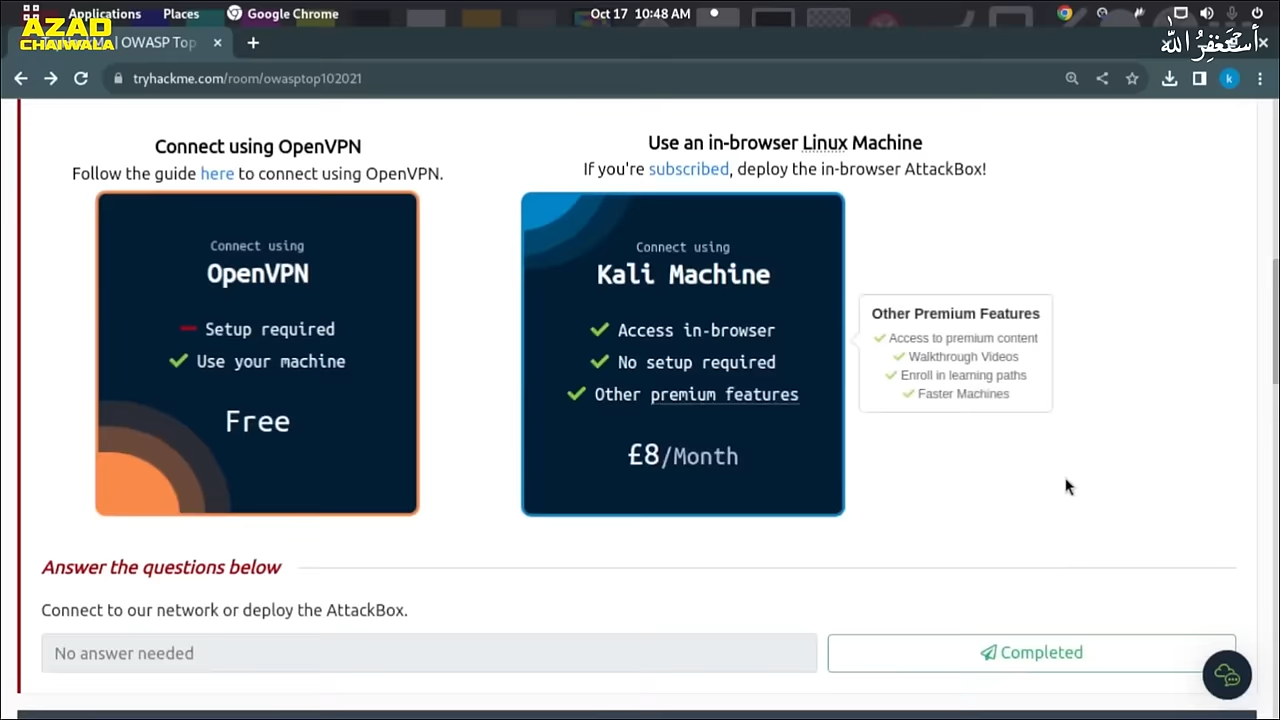 Applications Places Google Chrome Oct 17 10:48 AM
AZAD
CHAIWALA
أستغفر الله
OWASP Top
tryhackme.com/room/owasptop102021
k
Connect using OpenVPN
Follow the guide here to connect using OpenVPN.
Connect using
OpenVPN
Setup required
Use your machine
Free
Use an in-browser Linux Machine
If you're subscribed, deploy the in-browser AttackBox!
Connect using
Kali Machine
Access in-browser
No setup required
Other premium features
£8/Month
Other Premium Features
Access to premium content
Walkthrough Videos
Enroll in learning paths
Faster Machines
Answer the questions below
Connect to our network or deploy the AttackBox.
No answer needed
Completed